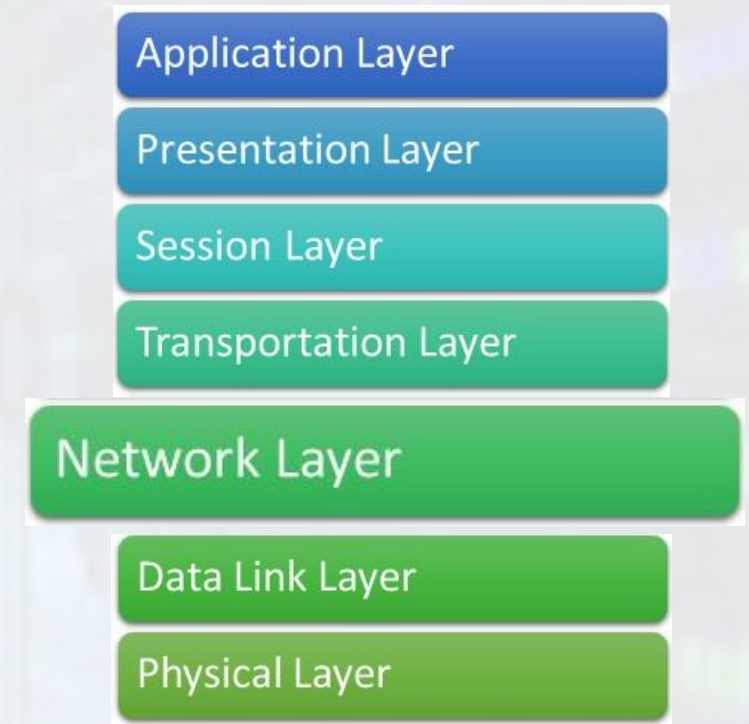 Application Layer
Presentation Layer
Session Layer
Transportation Layer
Network Layer
Data Link Layer
Physical Layer